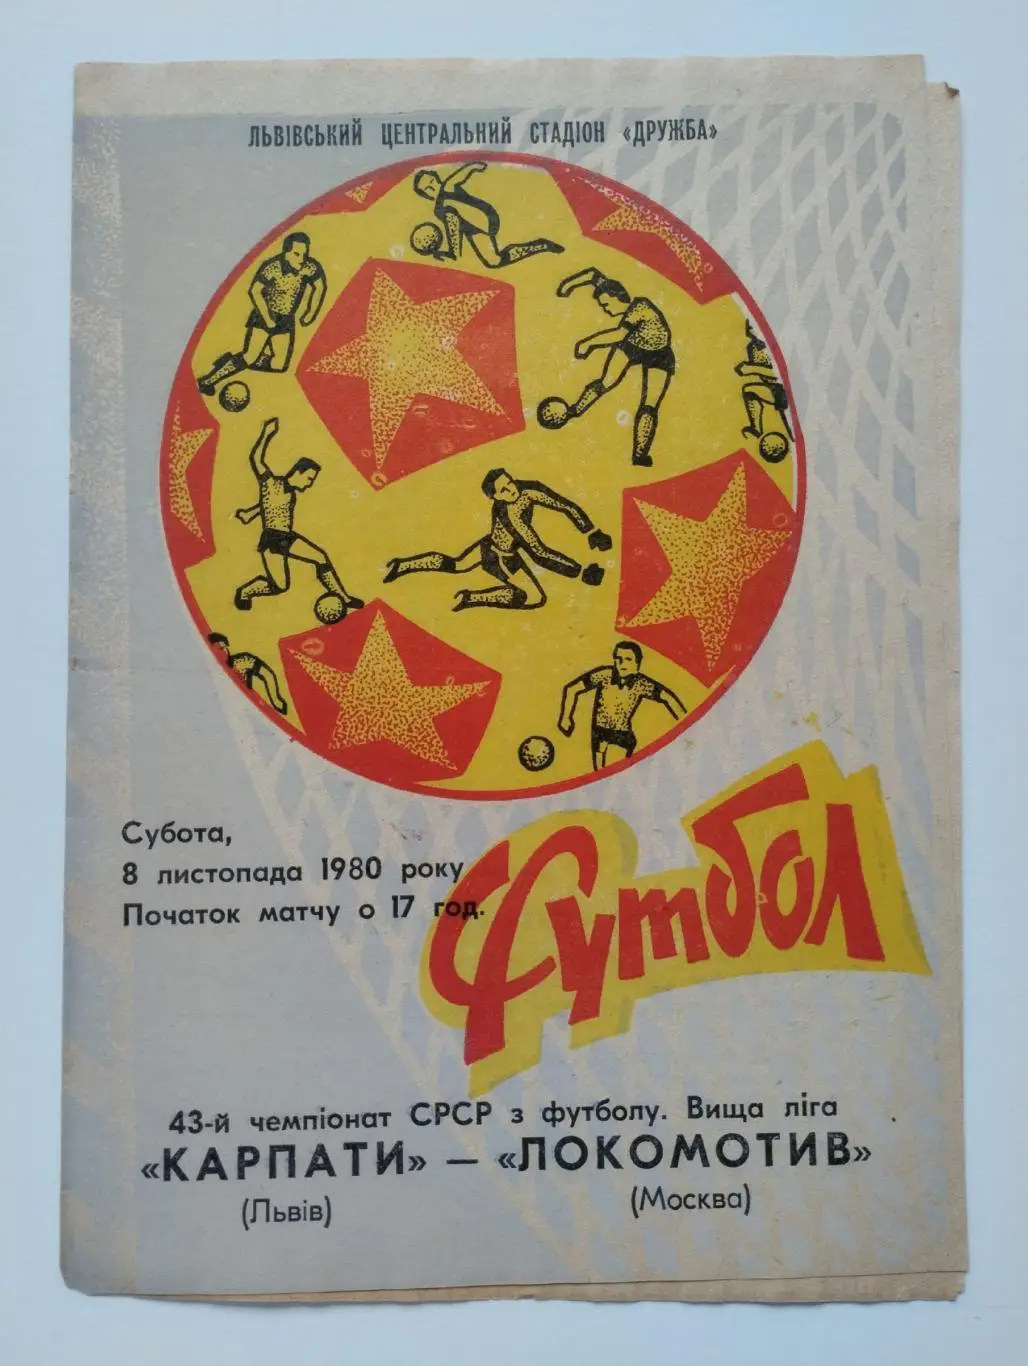 ЛЬВІВСЬКИЙ ЦЕНТРАЛЬНИЙ СТАДІОН «ДРУЖБА»
Субота,
8 листопада 1980 року
Початок матчу о 17 год.
Футбол
43-й чемпіонат СРСР з футболу. Вища ліга
«КАРПАТИ» — «ЛОКОМОТИВ»
(Львів) (Москва)